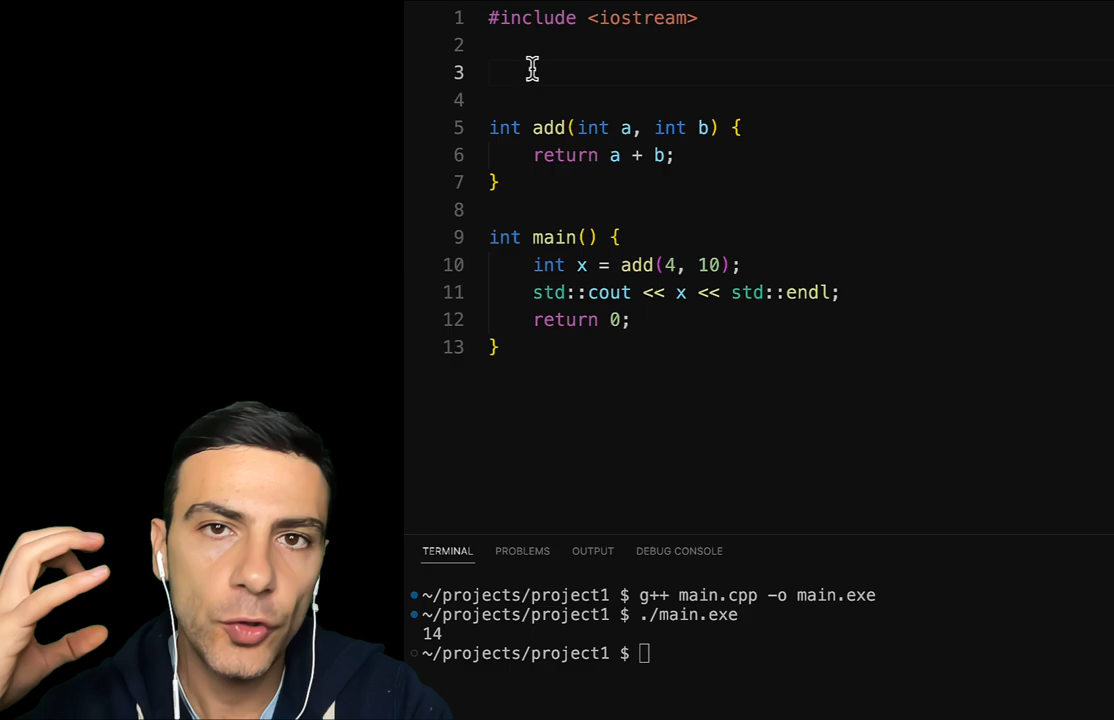 1 #include <iostream>
2
3
4
5 int add(int a, int b) {
6 return a + b;
7 }
8
9 int main() {
10 int x = add(4, 10);
11 std::cout << x << std::endl;
12 return 0;
13 }
TERMINAL PROBLEMS OUTPUT DEBUG CONSOLE
~/projects/project1 $ g++ main.cpp -o main.exe
~/projects/project1 $ ./main.exe
14
~/projects/project1 $